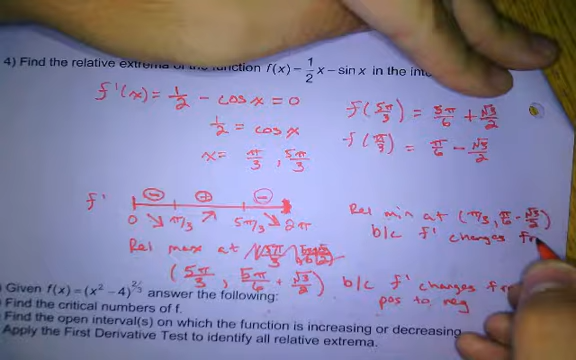 4) Find the relative extrema of the function f(x) = 1/2 x − sin x in the
f'(x) = 1/2 − cos x = 0
1/2 = cos x
x = π/3 , 5π/3
f(5π/3) = 5π/6 + √3/2
f(π/3) = π/6 − √3/2
f' − + −
0 ↘ π/3 ↗ 5π/3 ↘ 2π
Rel min at (π/3, π/6 − √3/2)
b/c f' changes
Rel max at
(5π/3, 5π/6 + √3/2) b/c f' changes
pos to neg
Given f(x) = (x² − 4)^(2/3) answer the following:
Find the critical numbers of f.
Find the open interval(s) on which the function is increasing or decreasing
Apply the First Derivative Test to identify all relative extrema.